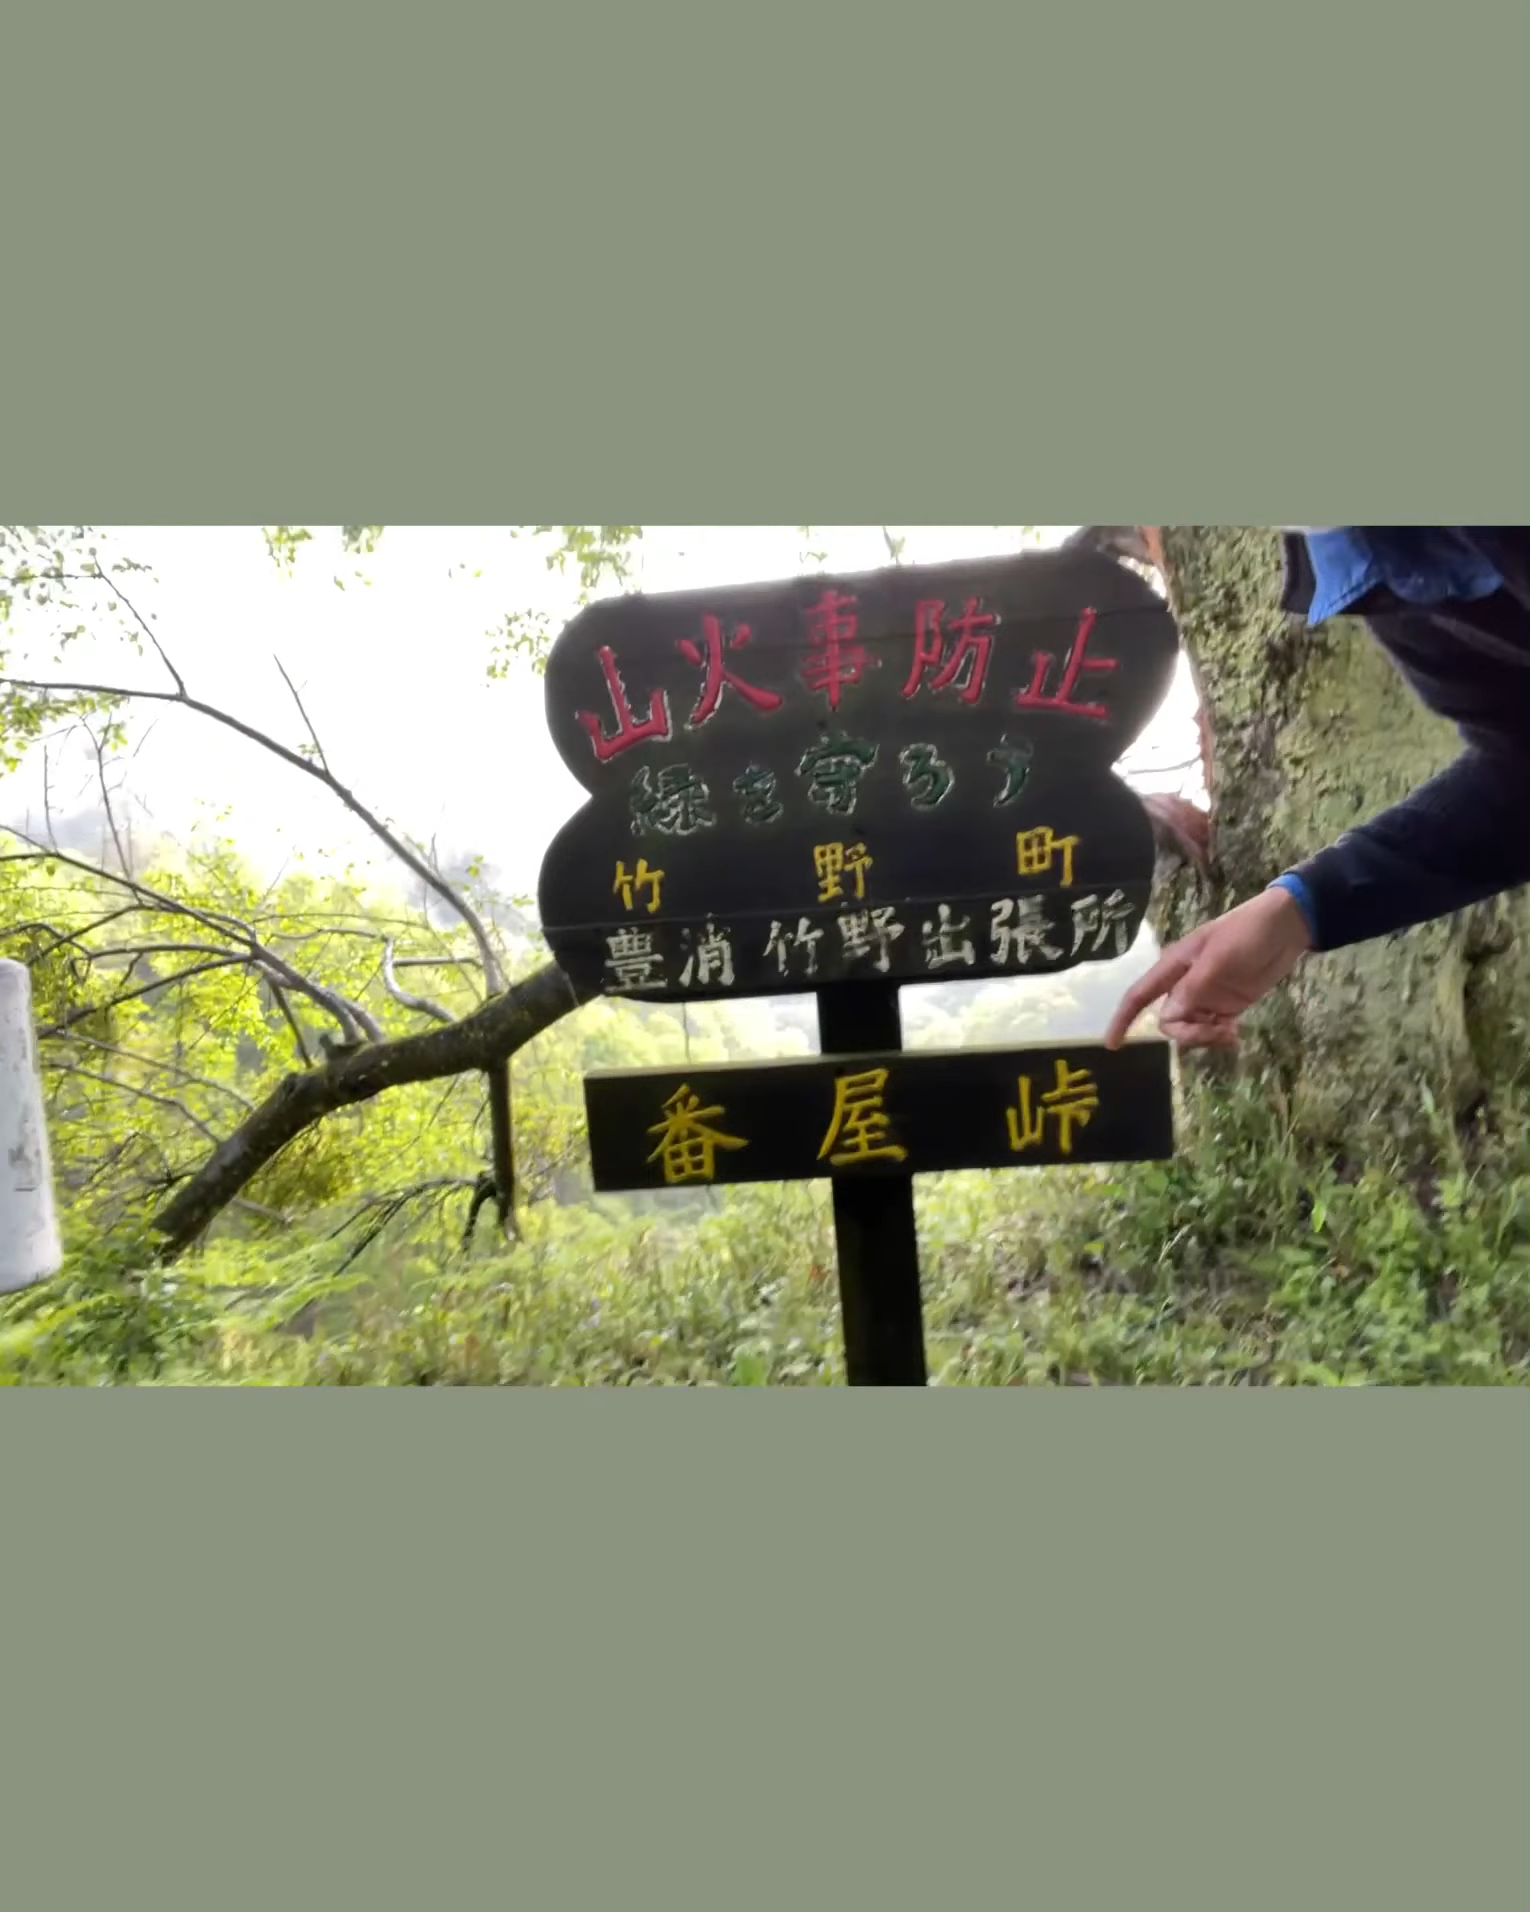 山火事防止
緑を守ろう
竹野町
豊消竹野出張所
番屋峠